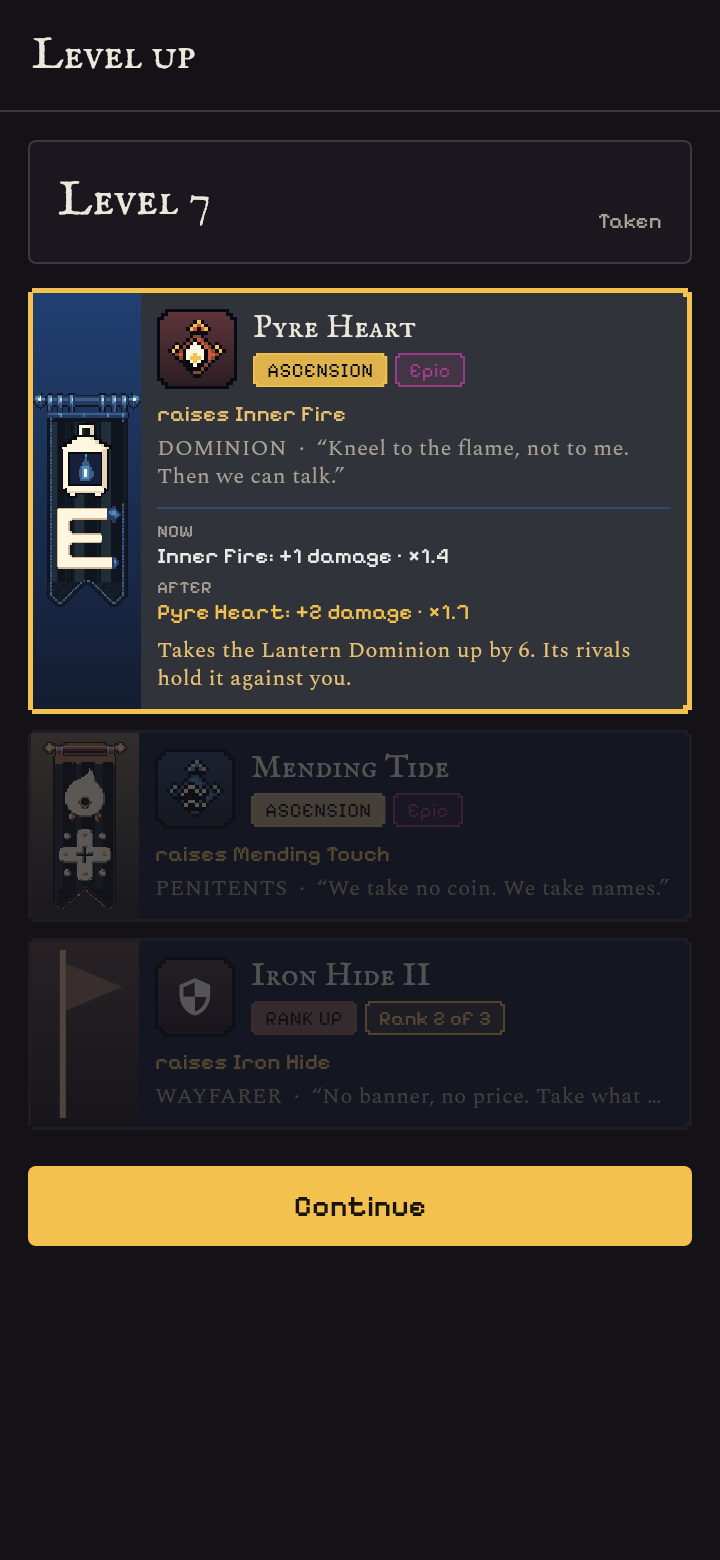 Level up
Level 7
Taken
E
Pyre Heart
ASCENSION
Epic
raises Inner Fire
DOMINION · “Kneel to the flame, not to me.
Then we can talk.”
NOW
Inner Fire: +1 damage · ×1.4
AFTER
Pyre Heart: +2 damage · ×1.7
Takes the Lantern Dominion up by 6. Its rivals
hold it against you.
Mending Tide
ASCENSION
Epic
raises Mending Touch
PENITENTS · “We take no coin. We take names.”
Iron Hide II
RANK UP
Rank 2 of 3
raises Iron Hide
WAYFARER · “No banner, no price. Take what ...
Continue